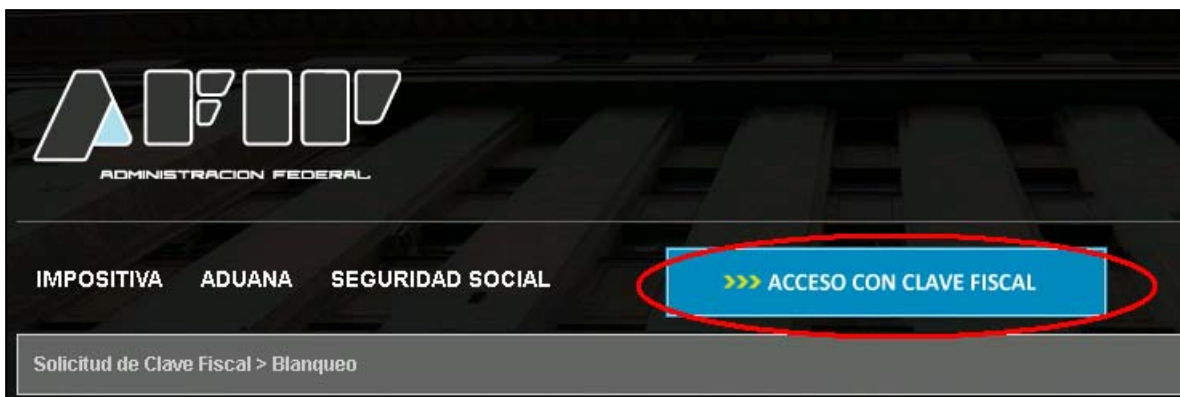 AFIP
ADMINISTRACION FEDERAL
IMPOSITIVA ADUANA SEGURIDAD SOCIAL >>> ACCESO CON CLAVE FISCAL
Solicitud de Clave Fiscal > Blanqueo